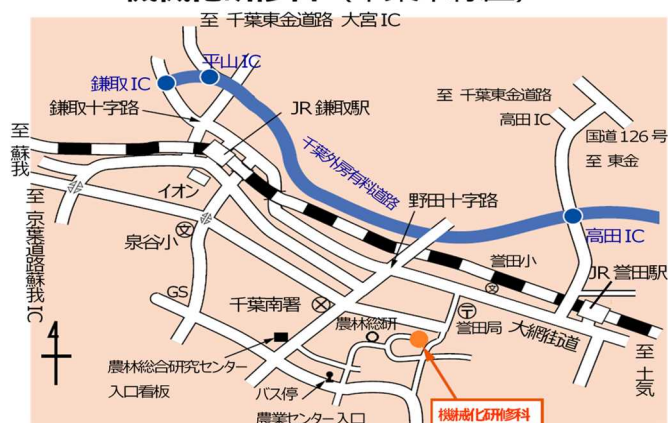 至 千葉東金道路 大宮IC
平山IC
鎌取IC
鎌取十字路
JR 鎌取駅
至 千葉東金道路
高田IC
国道126号
至 東金
至 蘇我
千葉外房有料道路
イオン
野田十字路
至 京葉道路蘇我IC
泉谷小
誉田小
高田IC
JR 誉田駅
GS
千葉南署
農林総研
誉田局
大網街道
至 土気
4
農林総合研究センター
入口看板
バス停
農業センター入口
機械化研修科